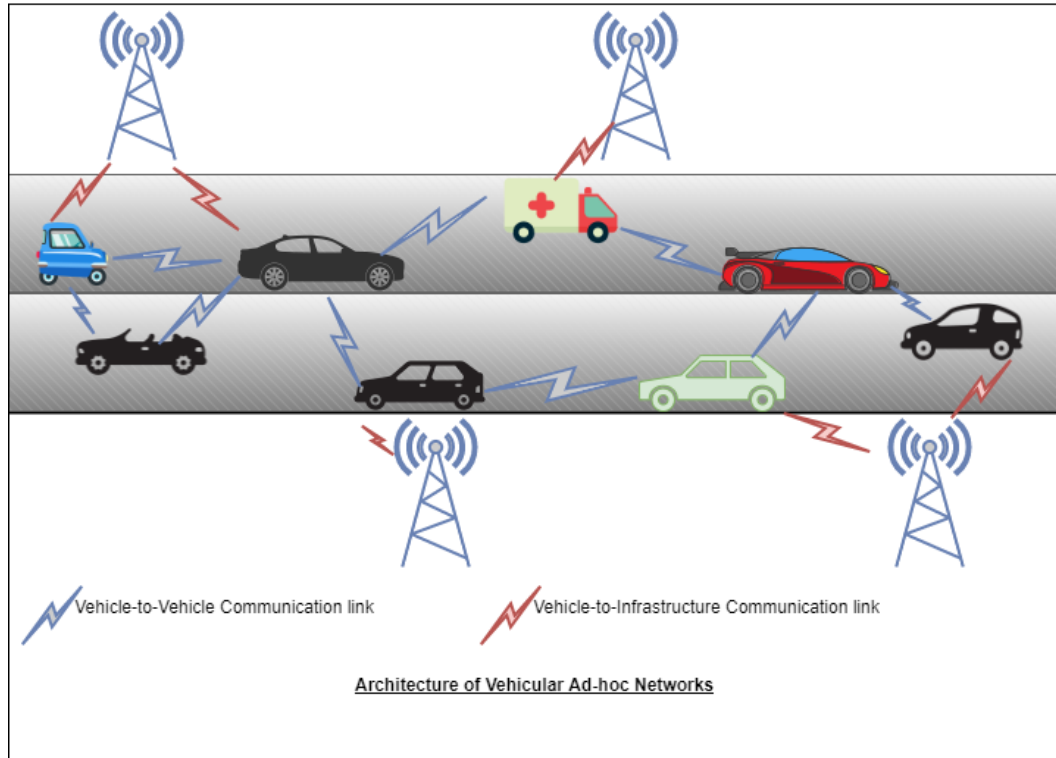 Vehicle-to-Vehicle Communication link
Vehicle-to-Infrastructure Communication link
Architecture of Vehicular Ad-hoc Networks